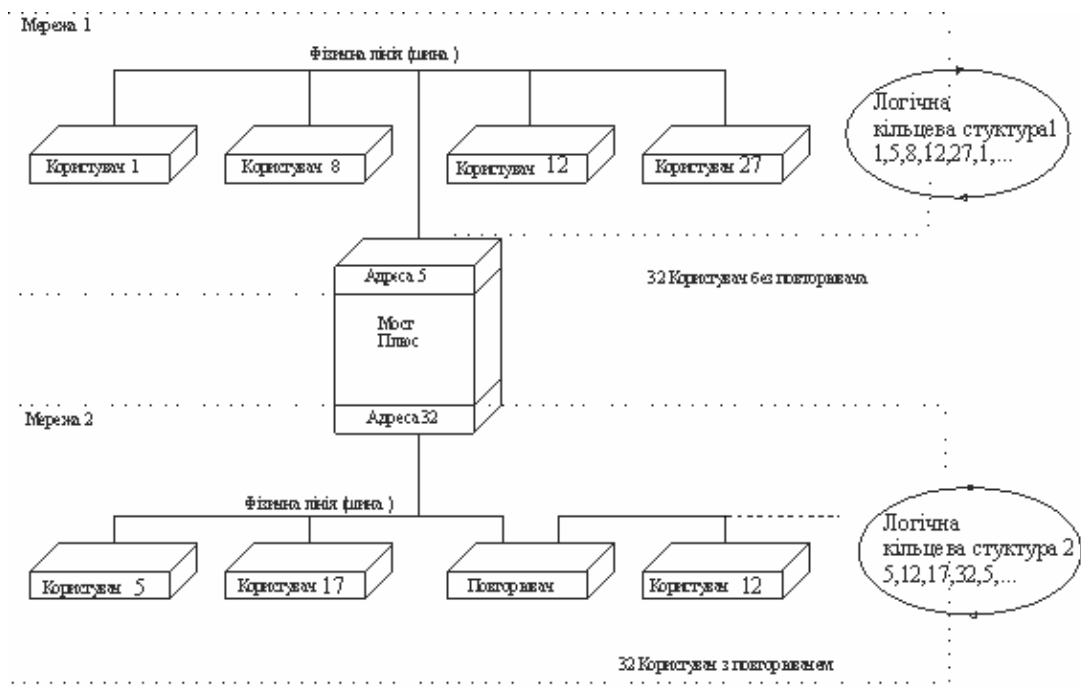 Мережа 1
Фізична лінія (шина )
Користувач 1
Користувач 8
Користувач 12
Користувач 27
Логічна
кільцева стуктура1
1,5,8,12,27,1,...
Адреса 5
32 Користувач без повторювача
Мост
Плюс
Адреса 32
Мережа 2
Фізична лінія (шина )
Користувач 5
Користувач 17
Повторювач
Користувач 12
Логічна
кільцева стуктура 2
5,12,17,32,5,...
32 Користувач з повторювачем